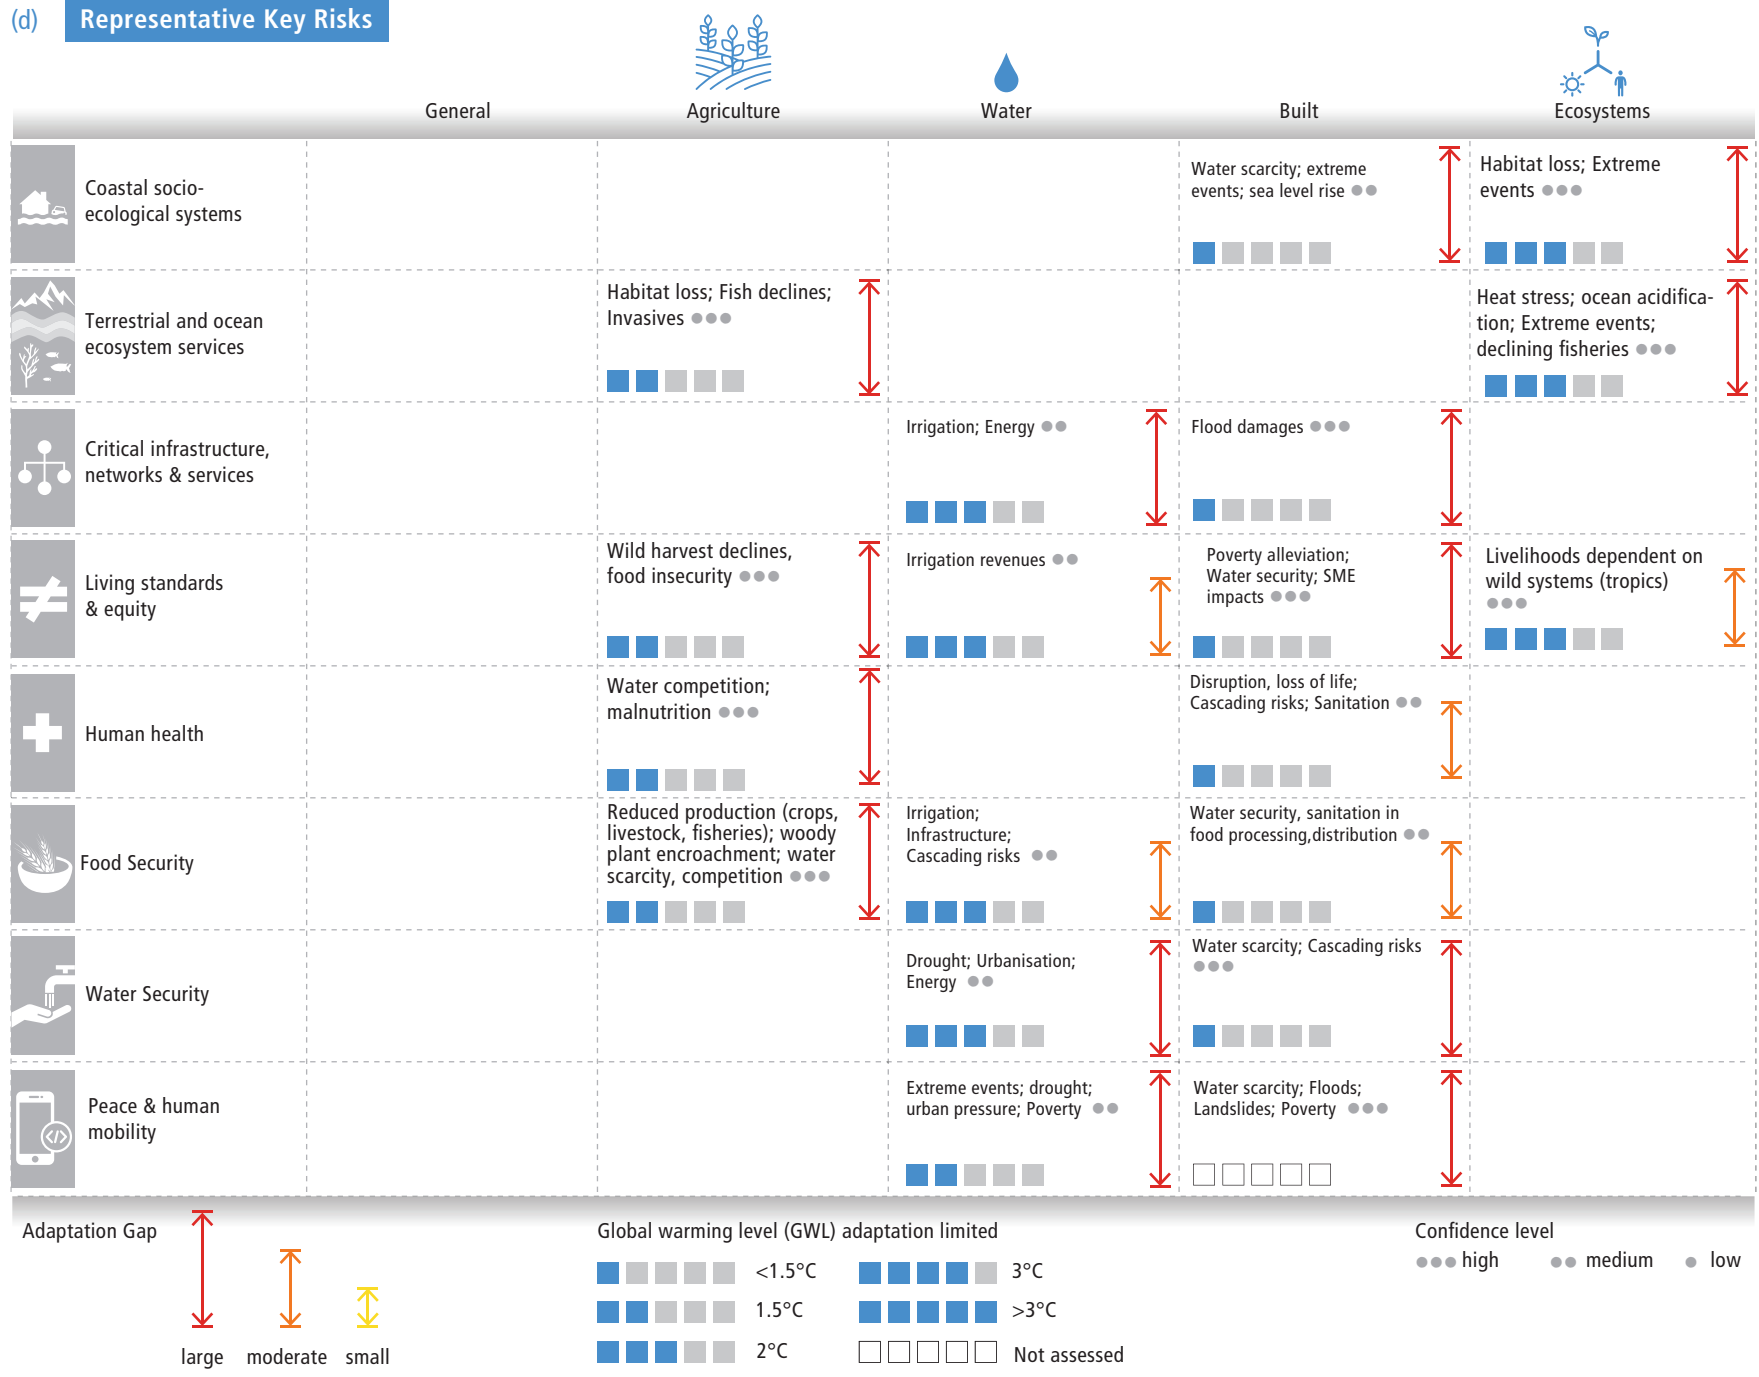 (d) Representative Key Risks
General
Agriculture
Water
Built
Ecosystems
Coastal socio-
ecological systems
Water scarcity; extreme
events; sea level rise
Habitat loss; Extreme
events
Terrestrial and ocean
ecosystem services
Habitat loss; Fish declines;
Invasives
Heat stress; ocean acidifica-
tion; Extreme events;
declining fisheries
Critical infrastructure,
networks & services
Irrigation; Energy
Flood damages
Living standards
& equity
Wild harvest declines,
food insecurity
Irrigation revenues
Poverty alleviation;
Water security; SME
impacts
Livelihoods dependent on
wild systems (tropics)
Human health
Water competition;
malnutrition
Disruption, loss of life;
Cascading risks; Sanitation
Food Security
Reduced production (crops,
livestock, fisheries); woody
plant encroachment; water
scarcity, competition
Irrigation;
Infrastructure;
Cascading risks
Water security, sanitation in
food processing,distribution
Water Security
Drought; Urbanisation;
Energy
Water scarcity; Cascading risks
Peace & human
mobility
Extreme events; drought;
urban pressure; Poverty
Water scarcity; Floods;
Landslides; Poverty
Adaptation Gap
large
moderate
small
Global warming level (GWL) adaptation limited
<1.5°C
1.5°C
2°C
3°C
>3°C
Not assessed
Confidence level
high
medium
low